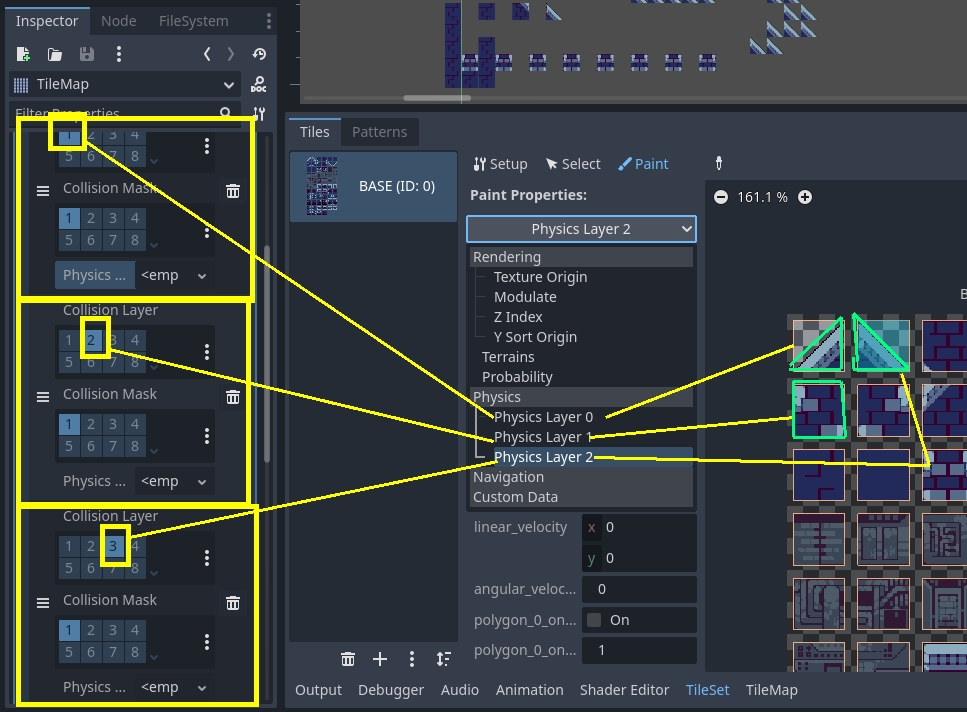 Inspector Node FileSystem
TileMap
DOC
Filter Properties
1 2 3 4
5 6 7 8
Collision Mask
1 2 3 4
5 6 7 8
Physics ... <emp
Collision Layer
1 2 3 4
5 6 7 8
Collision Mask
1 2 3 4
5 6 7 8
Physics ... <emp
Collision Layer
1 2 3 4
5 6 7 8
Collision Mask
1 2 3 4
5 6 7 8
Physics ... <emp
Tiles Patterns
BASE (ID: 0)
Setup Select Paint
Paint Properties:
Physics Layer 2
Rendering
Texture Origin
Modulate
Z Index
Y Sort Origin
Terrains
Probability
Physics
Physics Layer 0
Physics Layer 1
Physics Layer 2
Navigation
Custom Data
linear_velocity x 0
y 0
angular_veloc... 0
polygon_0_on... On
polygon_0_on... 1
161.1 %
B
Output Debugger Audio Animation Shader Editor TileSet TileMap